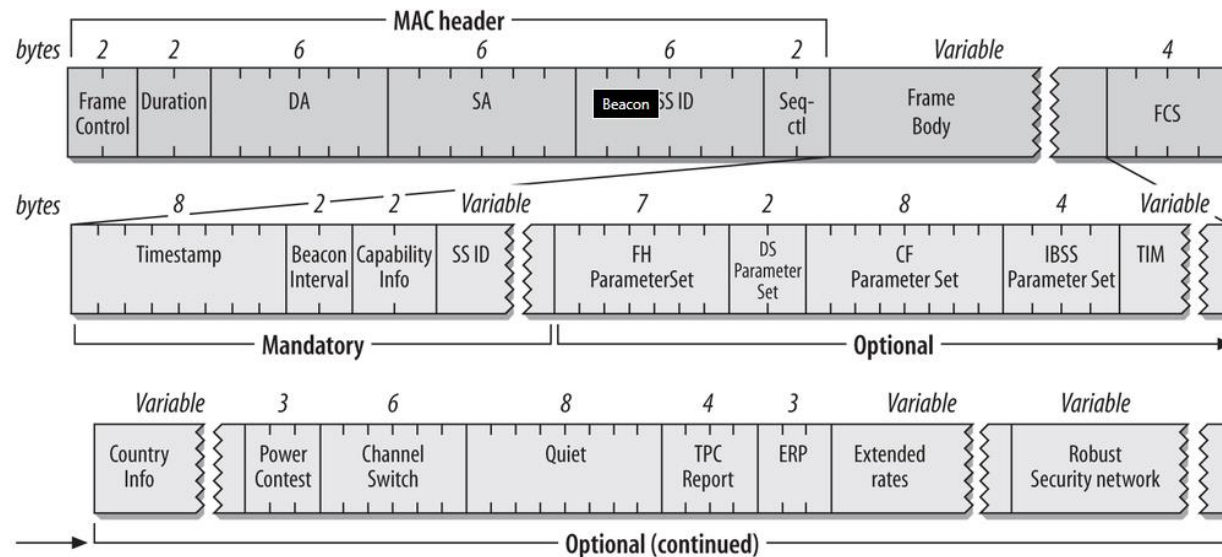 MAC header
bytes 2 2 6 6 6 2 Variable 4
Frame Control
Duration
DA
SA
Beacon
SS ID
Seq-ctl
Frame Body
FCS
bytes 8 2 2 Variable 7 2 8 4 Variable
Timestamp
Beacon Interval
Capability Info
SS ID
FH ParameterSet
DS Parameter Set
CF Parameter Set
IBSS Parameter Set
TIM
Mandatory
Optional
Variable 3 6 8 4 3 Variable Variable
Country Info
Power Contest
Channel Switch
Quiet
TPC Report
ERP
Extended rates
Robust Security network
Optional (continued)